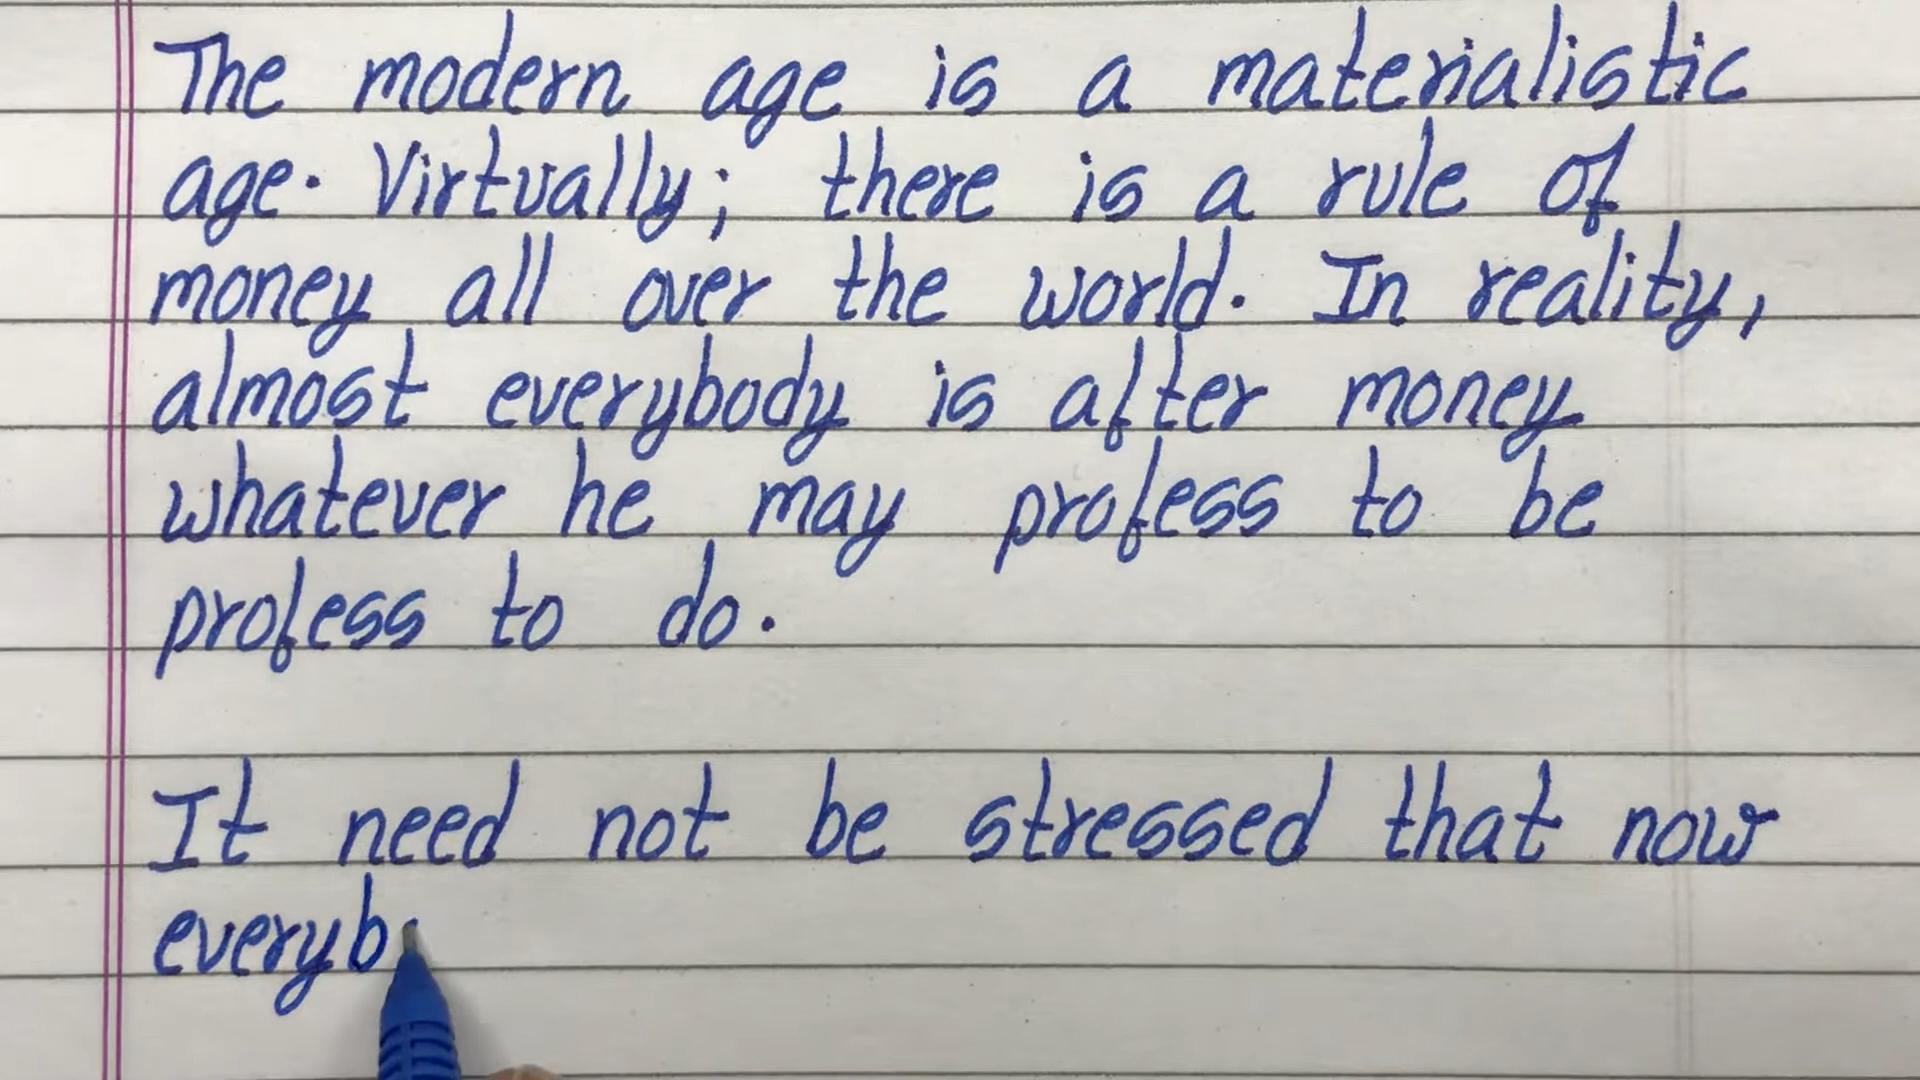 The modern age is a materialistic
age. Virtually; there is a rule of
money all over the world. In reality,
almost everybody is after money
whatever he may profess to be
profess to do.
It need not be stressed that now
everyb